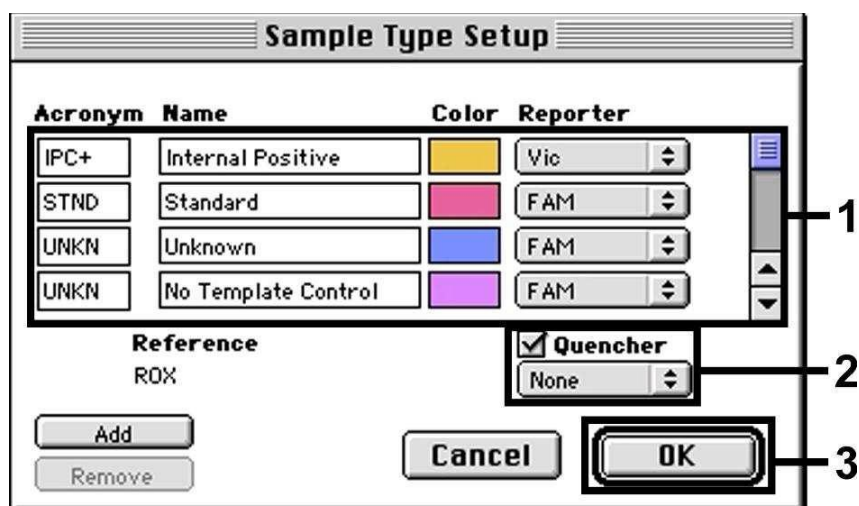 Sample Type Setup
Acronym Name Color Reporter
IPC+ Internal Positive Vic
STND Standard FAM
UNKN Unknown FAM
UNKN No Template Control FAM
1
Reference Quencher
ROX None
2
Add
Remove
Cancel OK
3